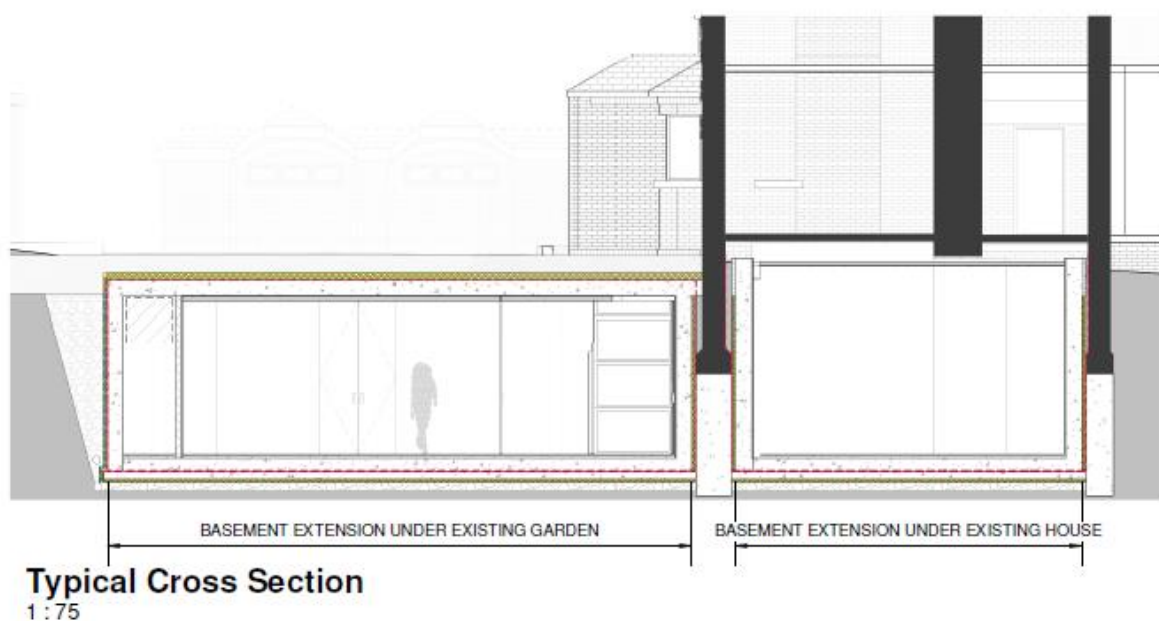 BASEMENT EXTENSION UNDER EXISTING GARDEN
BASEMENT EXTENSION UNDER EXISTING HOUSE
Typical Cross Section
1 : 75